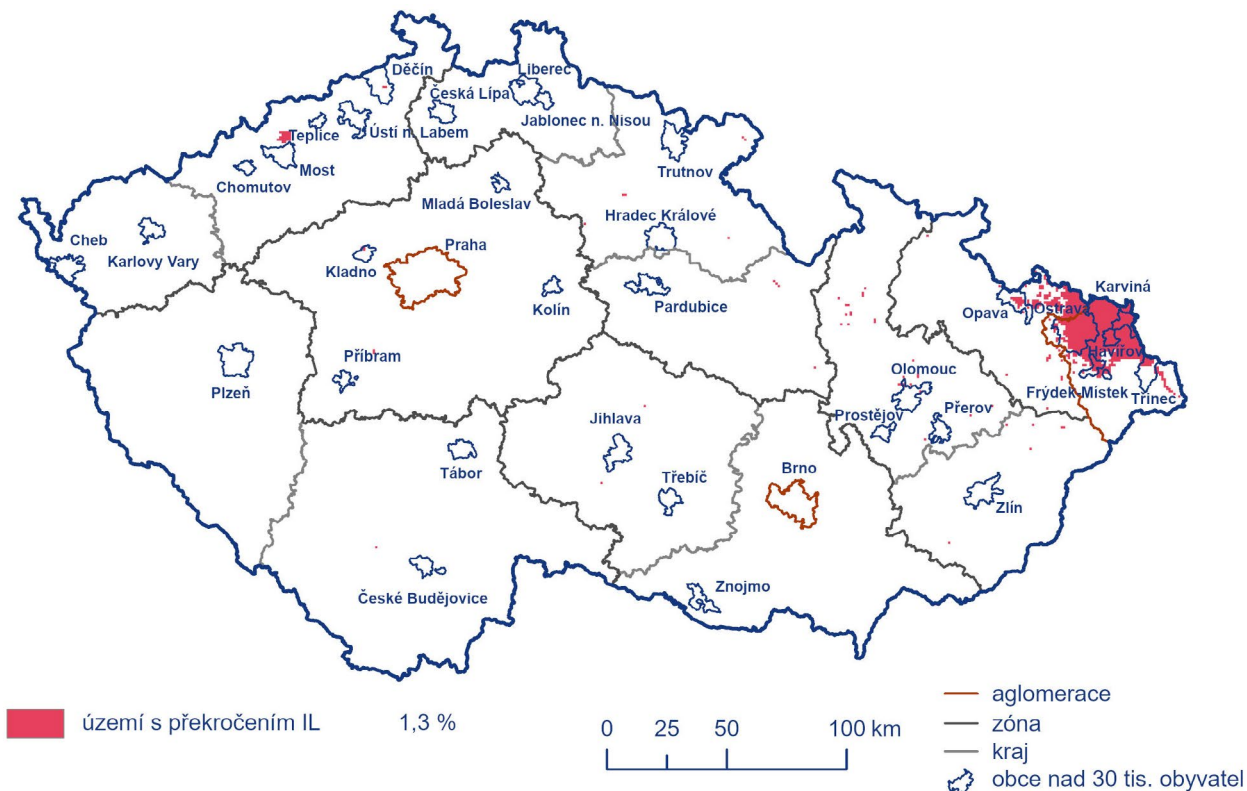 Děčín
Liberec
Česká Lípa
Jablonec n. Nisou
Teplice
Ústí n. Labem
Most
Chomutov
Trutnov
Mladá Boleslav
Hradec Králové
Cheb
Karlovy Vary
Kladno
Praha
Kolín
Pardubice
Karviná
Opava
Ostrava
Havířov
Frýdek-Místek
Třinec
Příbram
Plzeň
Olomouc
Prostějov
Přerov
Jihlava
Tábor
Třebíč
Brno
Zlín
České Budějovice
Znojmo
území s překročením IL 1,3 %
0 25 50 100 km
aglomerace
zóna
kraj
obce nad 30 tis. obyvatel